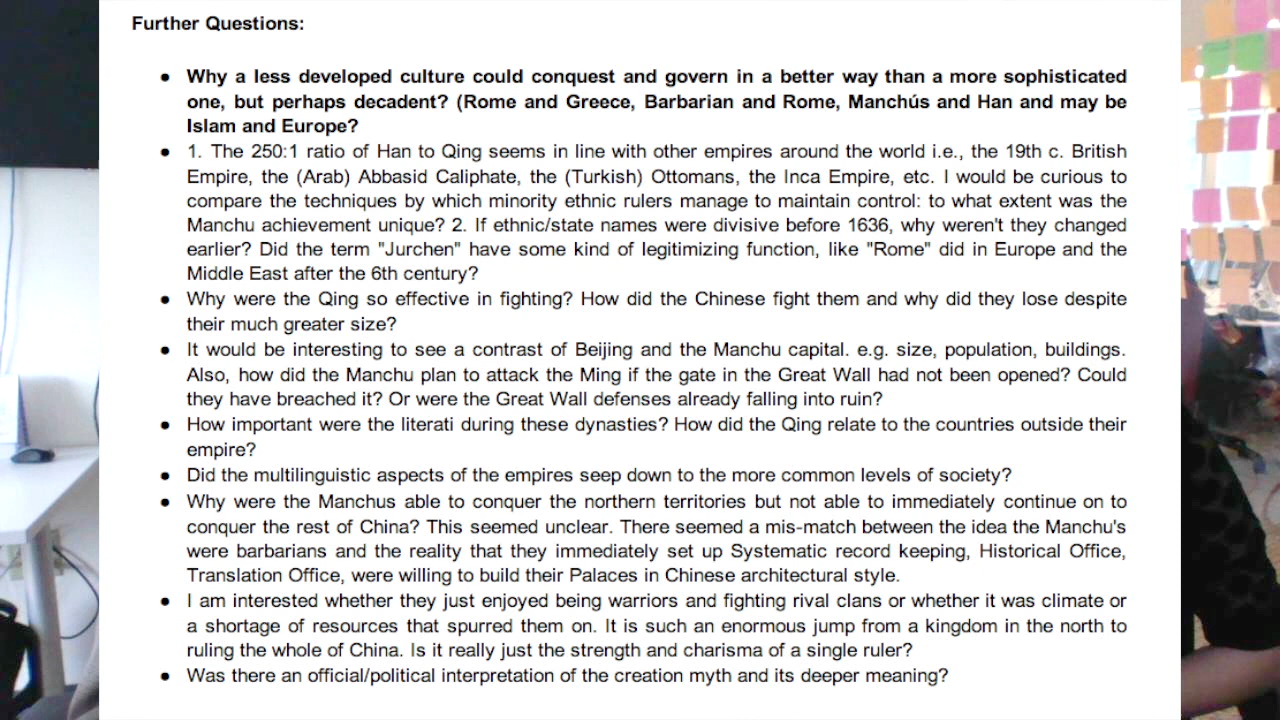 Further Questions:
● Why a less developed culture could conquest and govern in a better way than a more sophisticated
one, but perhaps decadent? (Rome and Greece, Barbarian and Rome, Manchús and Han and may be
Islam and Europe?
● 1. The 250:1 ratio of Han to Qing seems in line with other empires around the world i.e., the 19th c. British
Empire, the (Arab) Abbasid Caliphate, the (Turkish) Ottomans, the Inca Empire, etc. I would be curious to
compare the techniques by which minority ethnic rulers manage to maintain control: to what extent was the
Manchu achievement unique? 2. If ethnic/state names were divisive before 1636, why weren't they changed
earlier? Did the term "Jurchen" have some kind of legitimizing function, like "Rome" did in Europe and the
Middle East after the 6th century?
● Why were the Qing so effective in fighting? How did the Chinese fight them and why did they lose despite
their much greater size?
● It would be interesting to see a contrast of Beijing and the Manchu capital. e.g. size, population, buildings.
Also, how did the Manchu plan to attack the Ming if the gate in the Great Wall had not been opened? Could
they have breached it? Or were the Great Wall defenses already falling into ruin?
● How important were the literati during these dynasties? How did the Qing relate to the countries outside their
empire?
● Did the multilinguistic aspects of the empires seep down to the more common levels of society?
● Why were the Manchus able to conquer the northern territories but not able to immediately continue on to
conquer the rest of China? This seemed unclear. There seemed a mis-match between the idea the Manchu's
were barbarians and the reality that they immediately set up Systematic record keeping, Historical Office,
Translation Office, were willing to build their Palaces in Chinese architectural style.
● I am interested whether they just enjoyed being warriors and fighting rival clans or whether it was climate or
a shortage of resources that spurred them on. It is such an enormous jump from a kingdom in the north to
ruling the whole of China. Is it really just the strength and charisma of a single ruler?
● Was there an official/political interpretation of the creation myth and its deeper meaning?